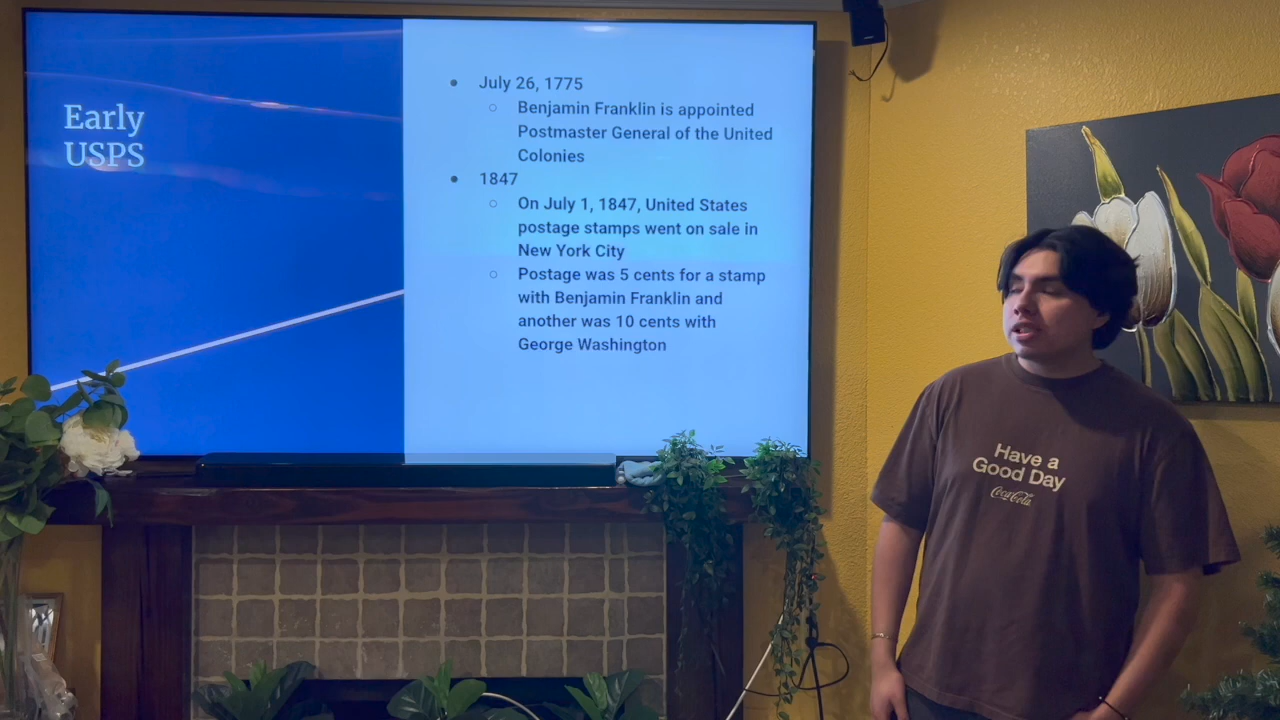 Early
USPS
● July 26, 1775
○ Benjamin Franklin is appointed
Postmaster General of the United
Colonies
● 1847
○ On July 1, 1847, United States
postage stamps went on sale in
New York City
○ Postage was 5 cents for a stamp
with Benjamin Franklin and
another was 10 cents with
George Washington
Have a
Good Day
Coca-Cola